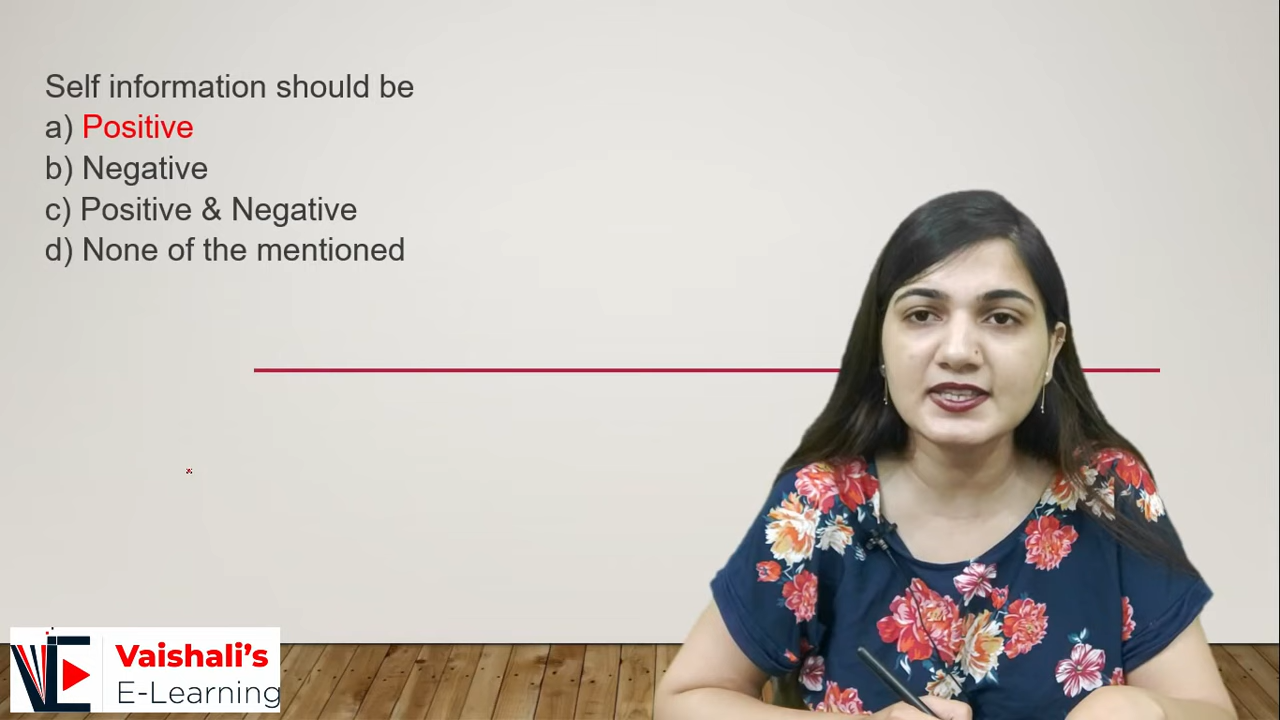 Self information should be
a) Positive
b) Negative
c) Positive & Negative
d) None of the mentioned
Vaishali's
E-Learning